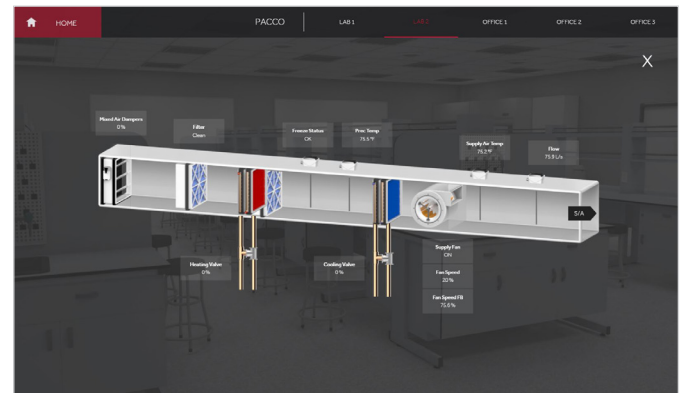 HOME
PACCO
LAB 1
LAB 2
OFFICE 1
OFFICE 2
OFFICE 3
X
Mixed Air Dampers
0 %
Filter
Clean
Freeze Status
OK
Prec. Temp
75.5 °F
Supply Air Temp
75.2 °F
Flow
75.9 L/s
S/A
Heating Valve
0 %
Cooling Valve
0 %
Supply Fan
ON
Fan Speed
20 %
Fan Speed FB
75.6 %